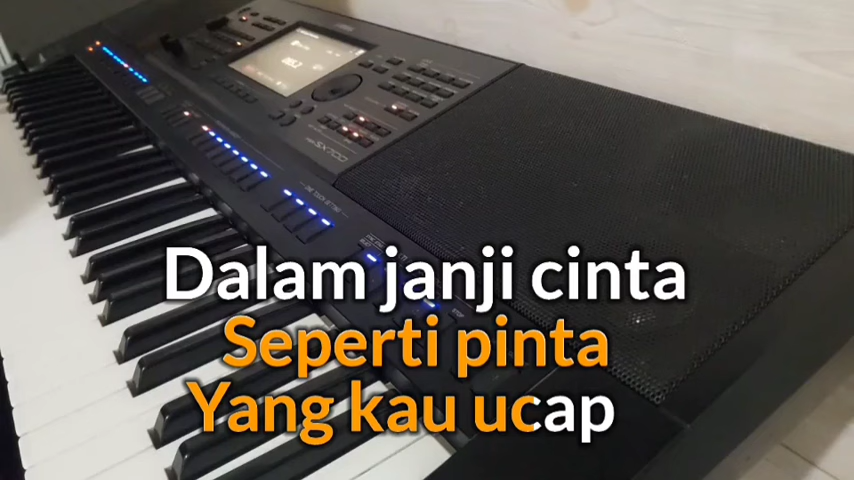 Dalam janji cinta
Seperti pinta
Yang kau ucap